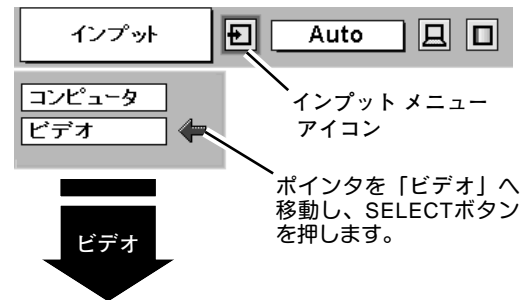 インプット
Auto
コンピュータ
ビデオ
インプット メニュー
アイコン
ポインタを「ビデオ」へ
移動し、SELECTボタン
を押します。
ビデオ